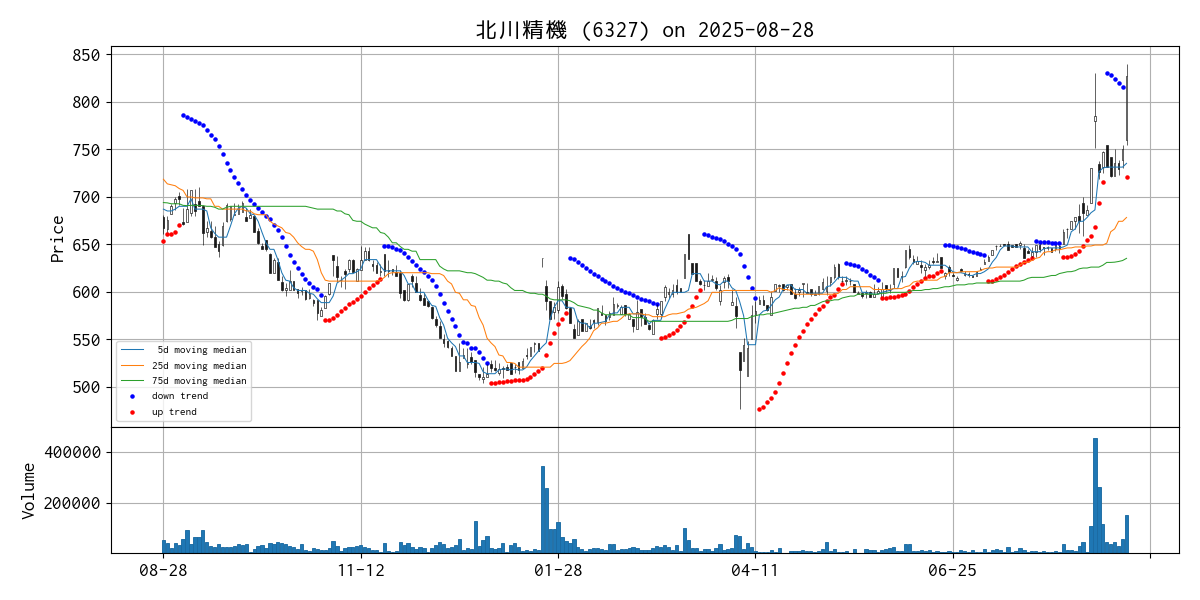 北川精機 (6327) on 2025-08-28
850
800
750
700
650
600
550
500
Price
5d moving median
25d moving median
75d moving median
down trend
up trend
400000
200000
Volume
08-28
11-12
01-28
04-11
06-25